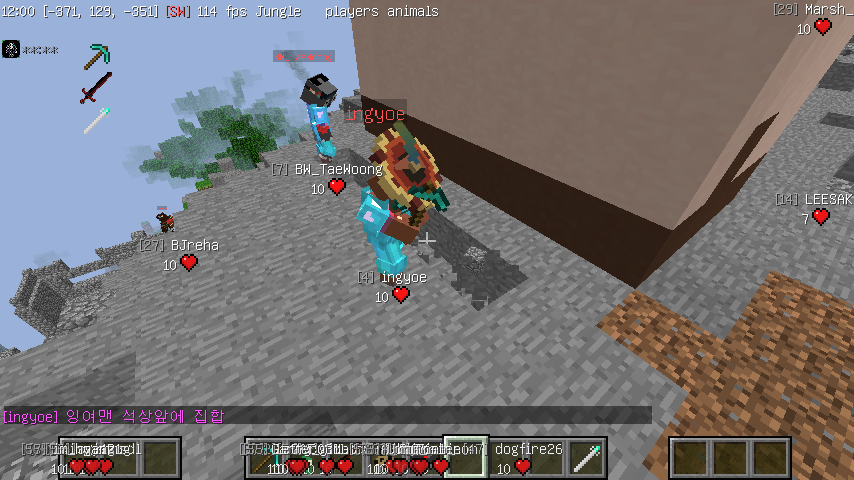 12:00 [-371, 129, -351] [SW] 114 fps Jungle players animals
[29] Marsh_
10
ingyoe
[7] BW_TaeWoong
10
[14] LEESAK
7
[27] BJreha
10
[4] ingyoe
10
[ingyoe] 잉여맨 석상앞에 집합
dogfire26
10